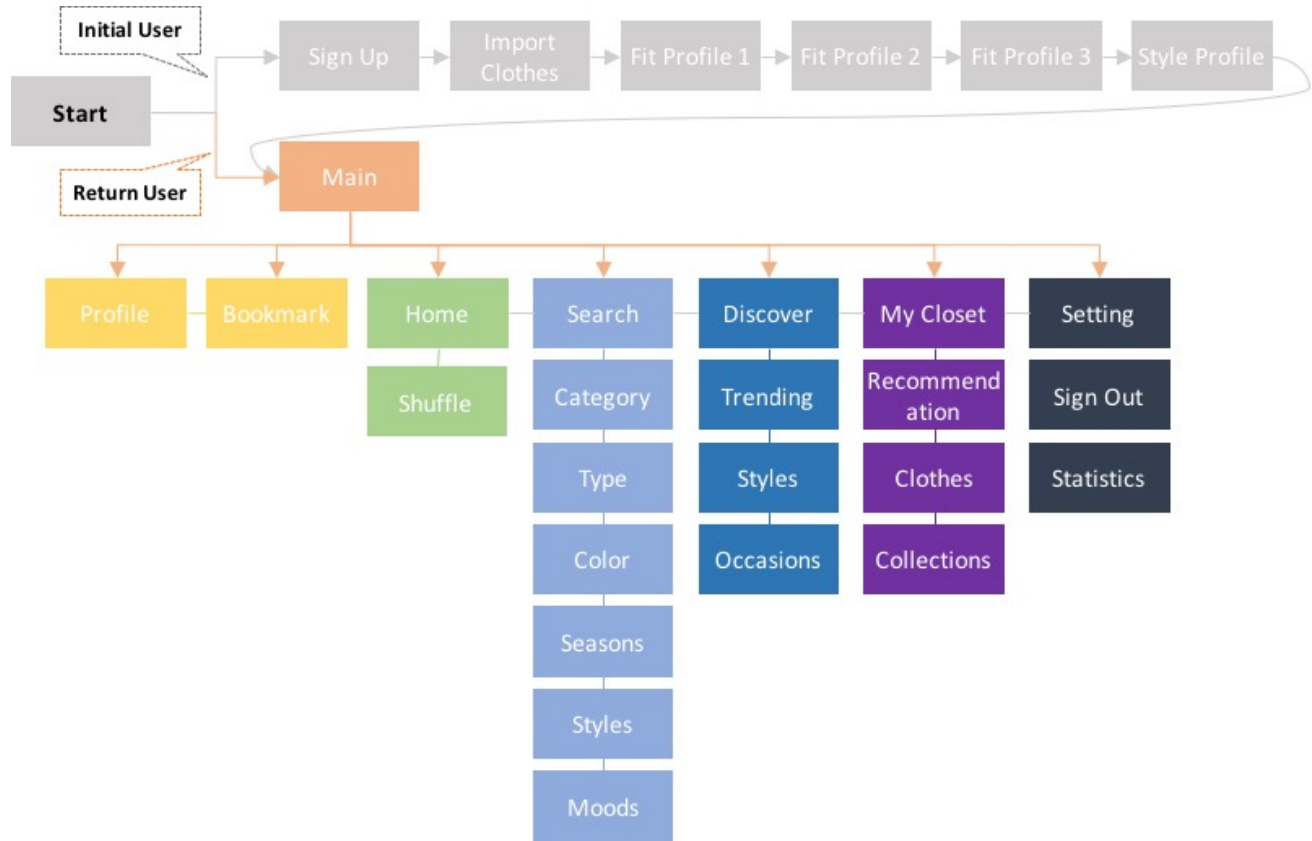 Initial User
Sign Up
Import
Clothes
Fit Profile 1
Fit Profile 2
Fit Profile 3
Style Profile
Start
Return User
Main
Profile
Bookmark
Home
Search
Discover
My Closet
Setting
Shuffle
Category
Trending
Recommend
ation
Sign Out
Type
Styles
Clothes
Statistics
Color
Occasions
Collections
Seasons
Styles
Moods